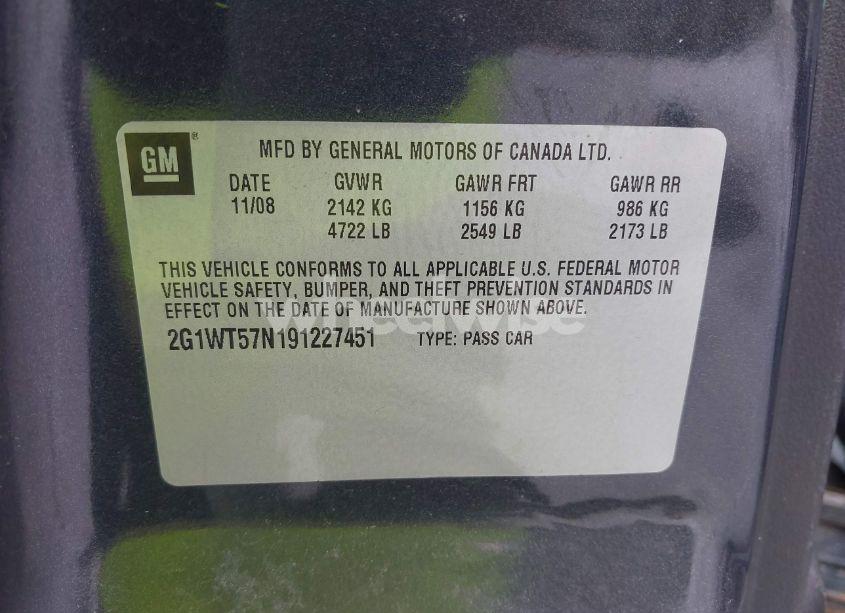 GM®
MFD BY GENERAL MOTORS OF CANADA LTD.
DATE GVWR GAWR FRT GAWR RR
11/08 2142 KG 1156 KG 986 KG
4722 LB 2549 LB 2173 LB
THIS VEHICLE CONFORMS TO ALL APPLICABLE U.S. FEDERAL MOTOR
VEHICLE SAFETY, BUMPER, AND THEFT PREVENTION STANDARDS IN
EFFECT ON THE DATE OF MANUFACTURE SHOWN ABOVE.
WheelWise
2G1WT57N191227451 TYPE: PASS CAR